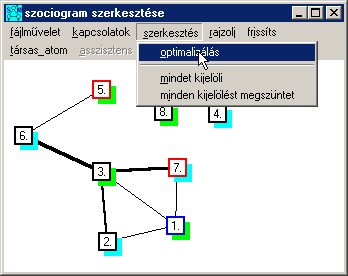 szociogram szerkesztése
fájlművelet kapcsolatok szerkesztés rajzolj frissíts
társas_atom asszisztens
optimalizálás
mindet kijelöli
minden kijelölést megszüntet
5.
8.
4.
6.
3.
7.
1.
2.